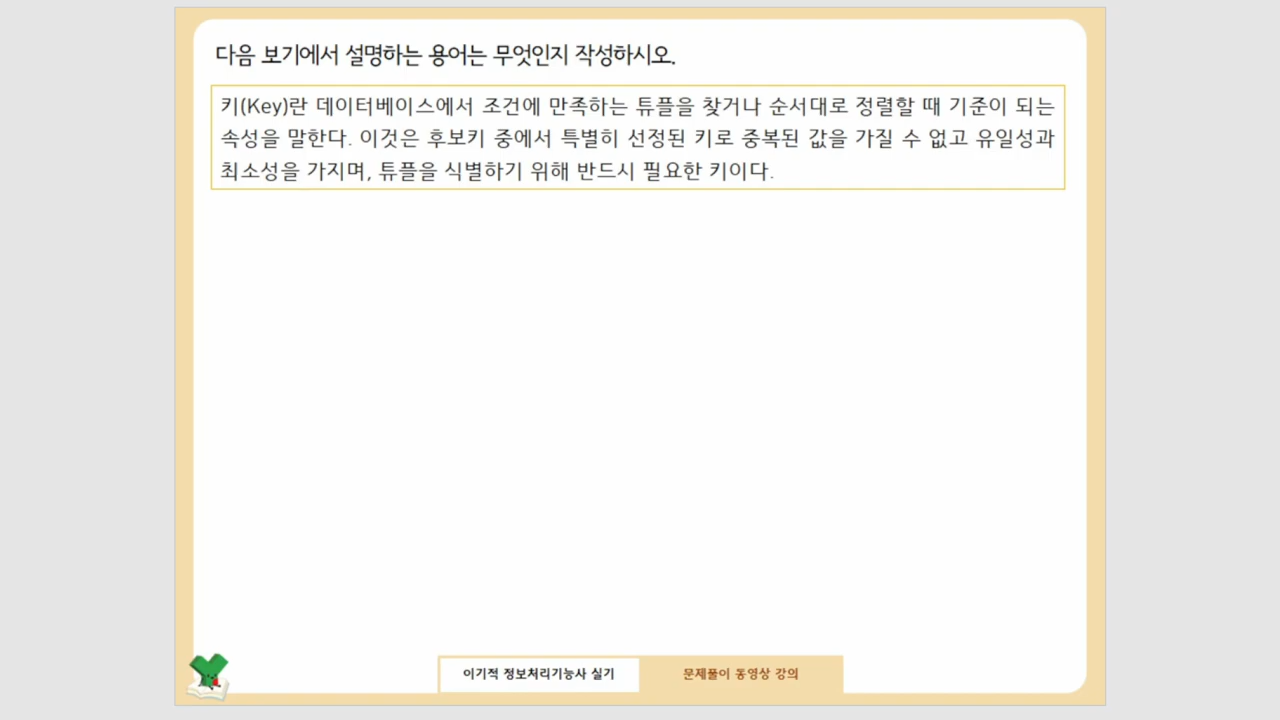 다음 보기에서 설명하는 용어는 무엇인지 작성하시오.
키(Key)란 데이터베이스에서 조건에 만족하는 튜플을 찾거나 순서대로 정렬할 때 기준이 되는
속성을 말한다. 이것은 후보키 중에서 특별히 선정된 키로 중복된 값을 가질 수 없고 유일성과
최소성을 가지며, 튜플을 식별하기 위해 반드시 필요한 키이다.
이기적 정보처리기능사 실기
문제풀이 동영상 강의